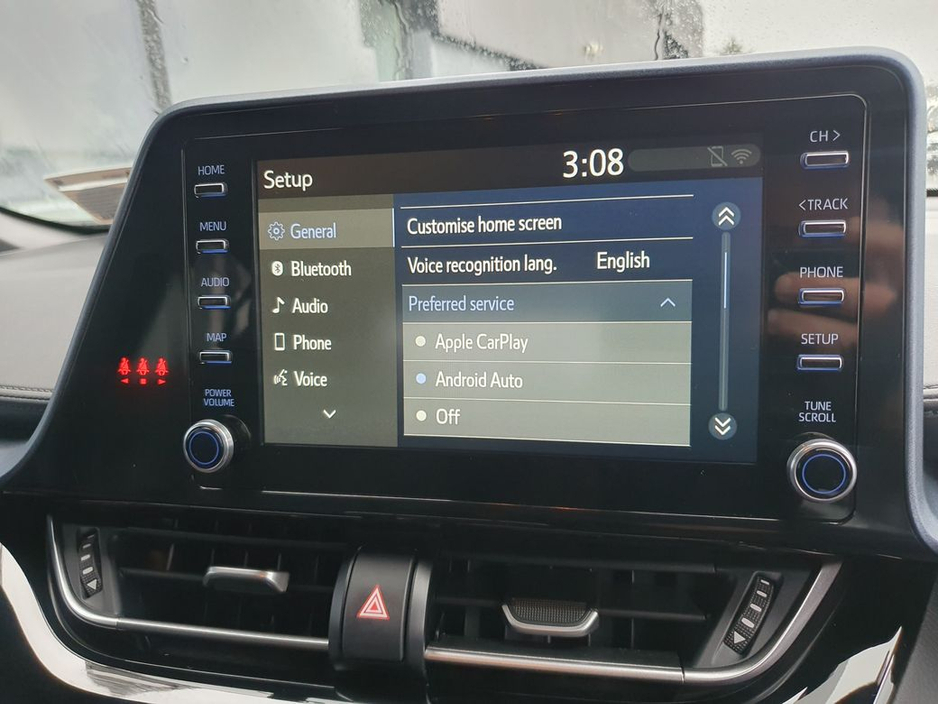 HOME
MENU
AUDIO
MAP
POWER
VOLUME
Setup
3:08
General
Bluetooth
Audio
Phone
Voice
Customise home screen
Voice recognition lang. English
Preferred service
Apple CarPlay
Android Auto
Off
CH >
< TRACK
PHONE
SETUP
TUNE
SCROLL